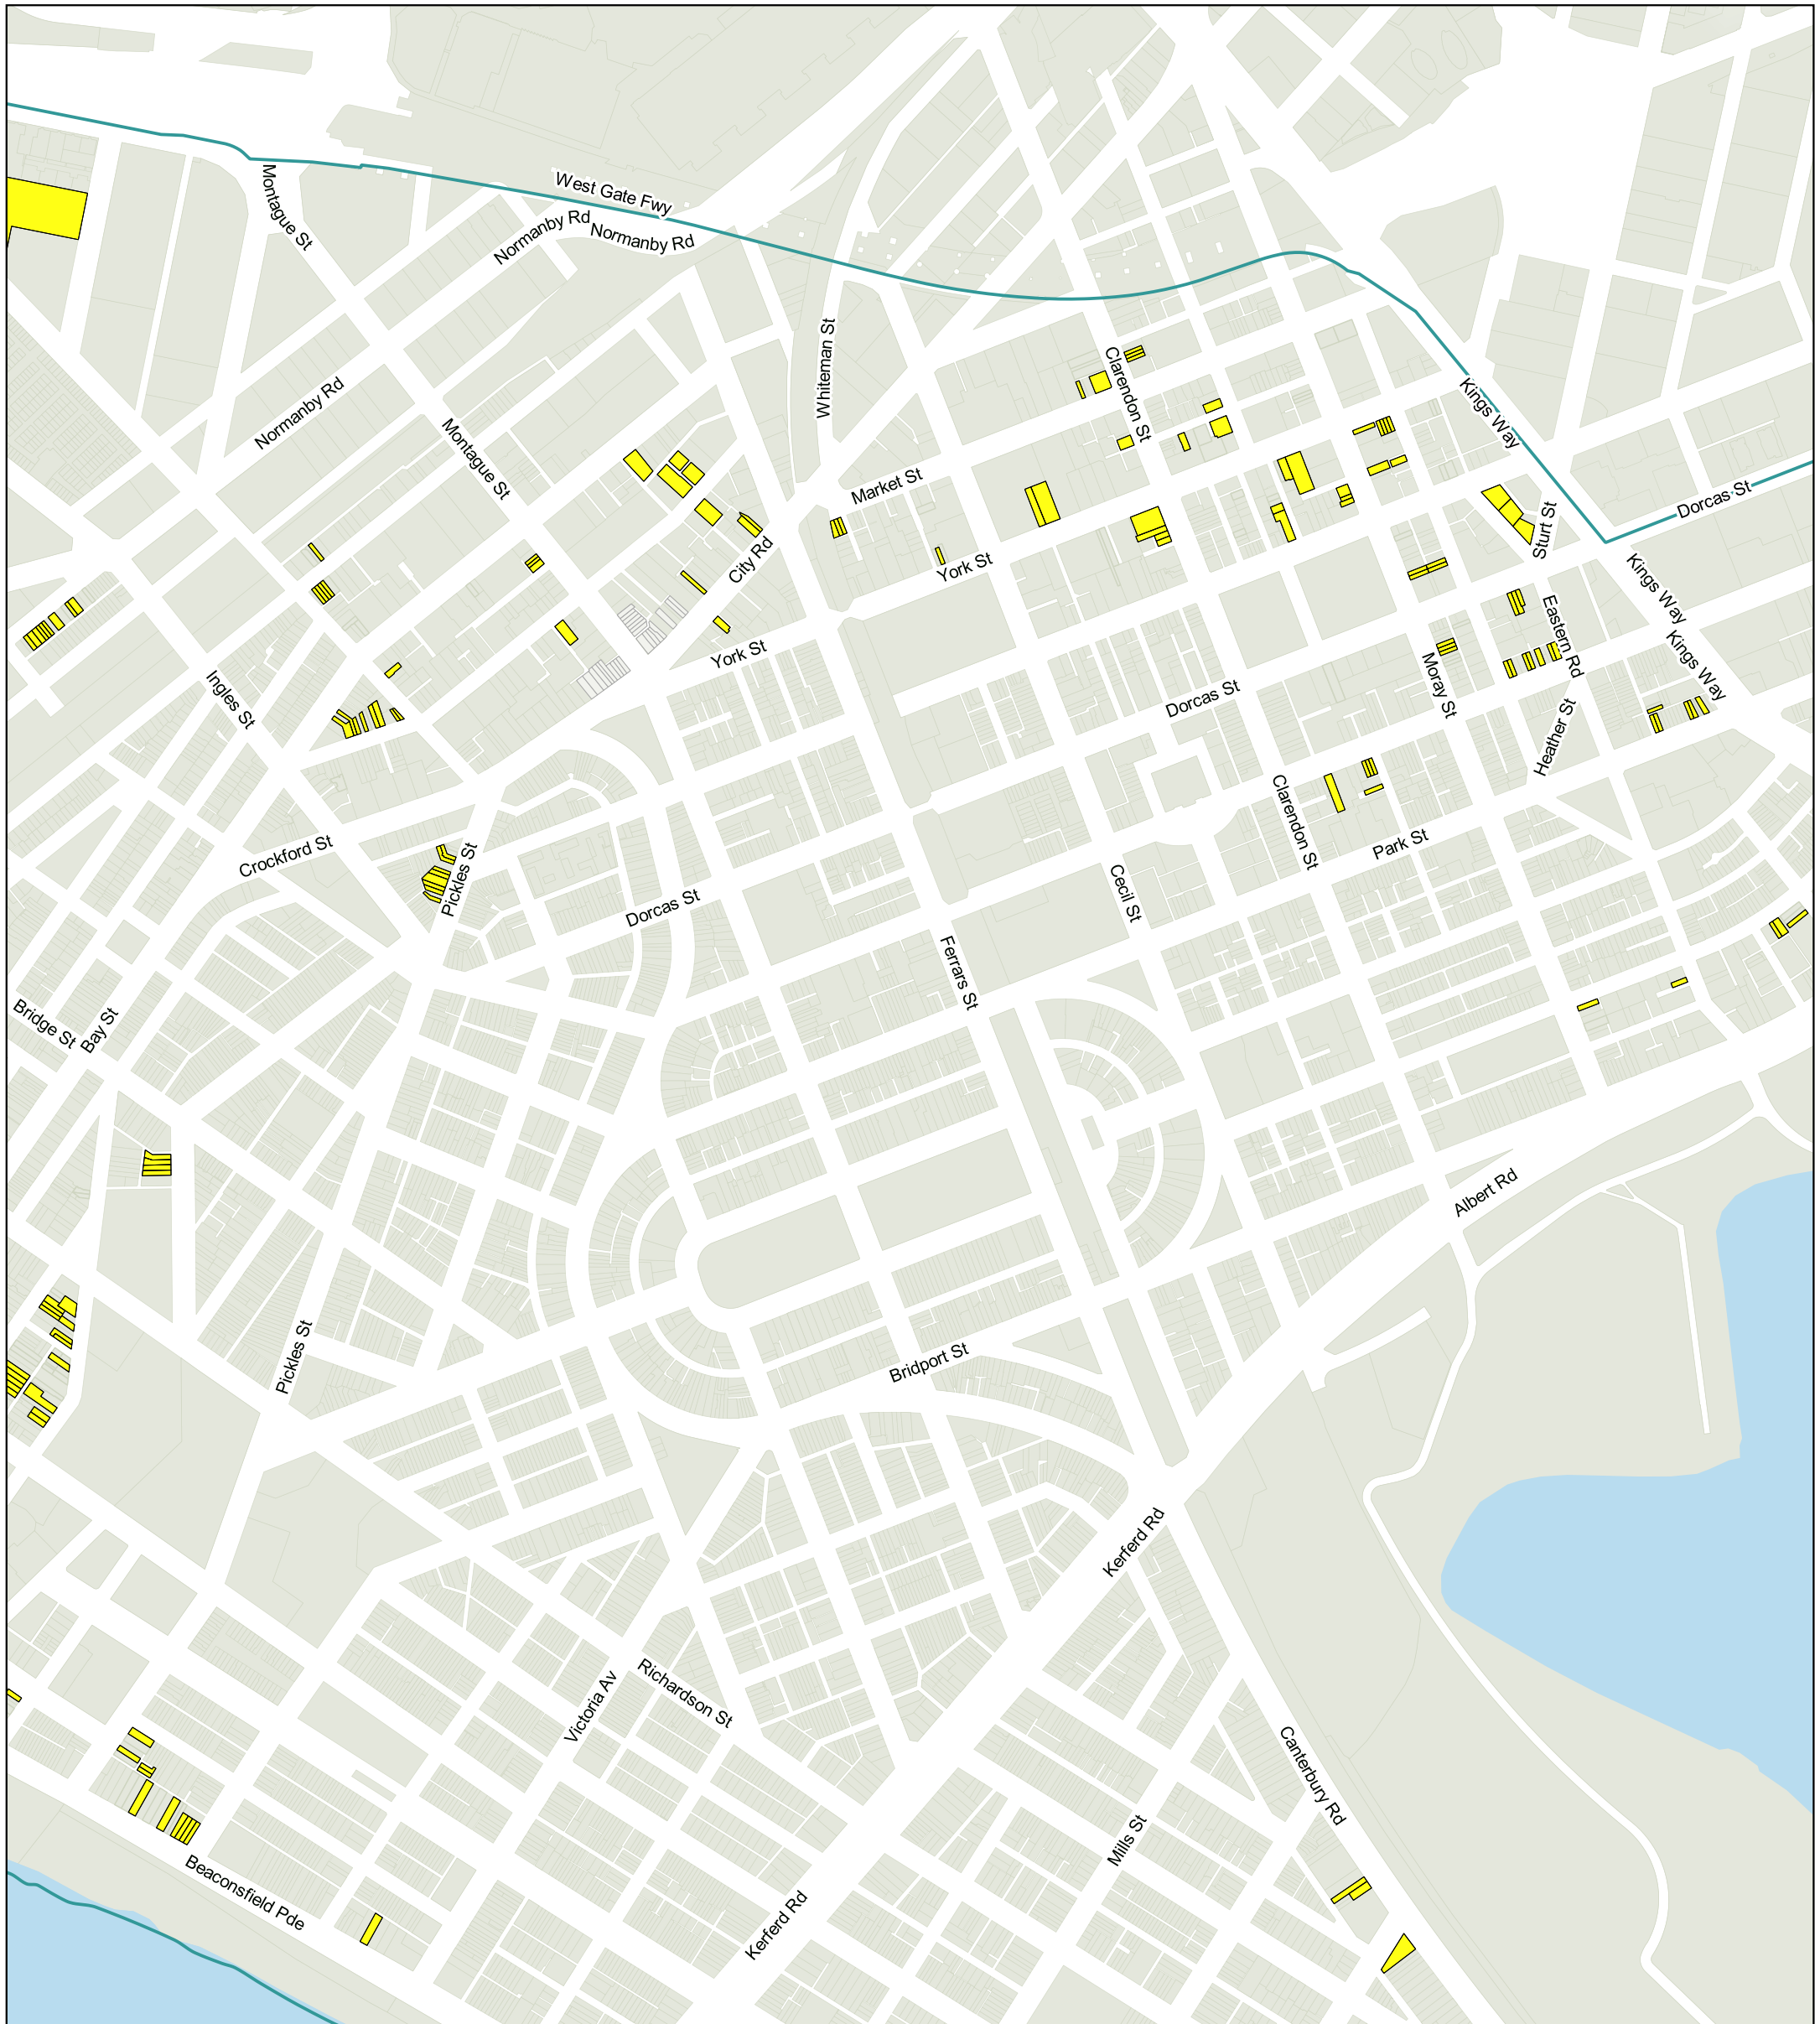 West Gate Fwy
Montague St
Normanby Rd
Normanby Rd
Normanby Rd
Whiteman St
Clarendon St
Kings Way
Montague St
Market St
Dorcas St
Sturt St
City Rd
York St
Kings Way
Eastern Rd
York St
Kings Way
Ingles St
Dorcas St
Moray St
Heather St
Clarendon St
Park St
Crockford St
Pickles St
Cecil St
Dorcas St
Ferrars St
Bridge St
Bay St
Albert Rd
Pickles St
Bridport St
Kerferd Rd
Richardson St
Victoria Av
Canterbury Rd
Mills St
Beaconsfield Pde
Kerferd Rd